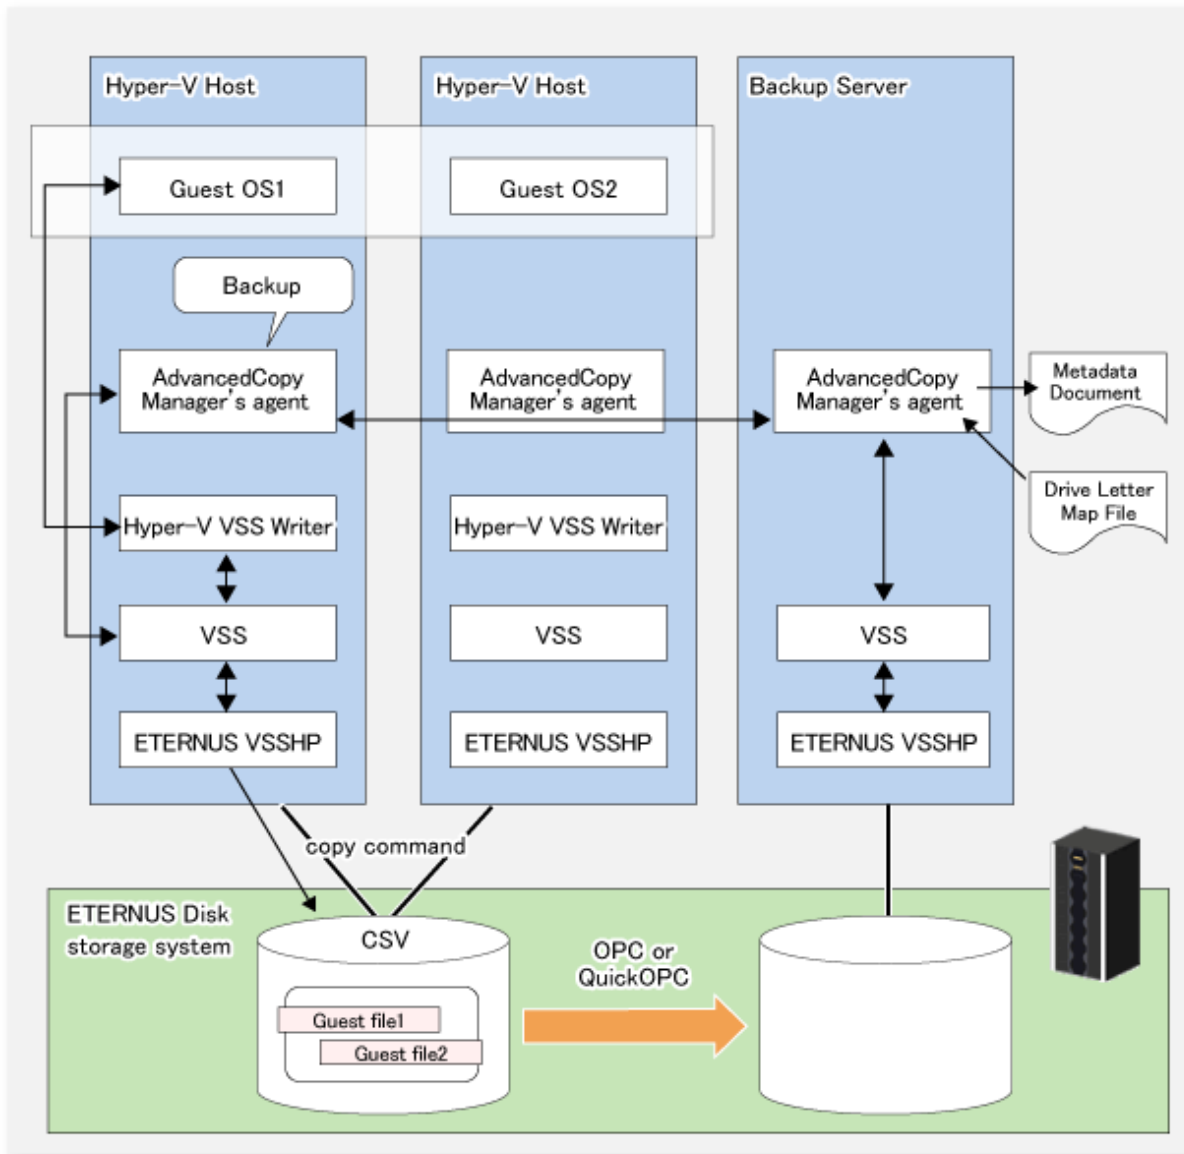 Hyper-V Host
Hyper-V Host
Backup Server
Guest OS1
Guest OS2
Backup
AdvancedCopy
Manager's agent
AdvancedCopy
Manager's agent
AdvancedCopy
Manager's agent
Metadata
Document
Drive Letter
Map File
Hyper-V VSS Writer
Hyper-V VSS Writer
VSS
VSS
VSS
ETERNUS VSSHP
ETERNUS VSSHP
ETERNUS VSSHP
copy command
ETERNUS Disk
storage system
CSV
OPC or
QuickOPC
Guest file1
Guest file2